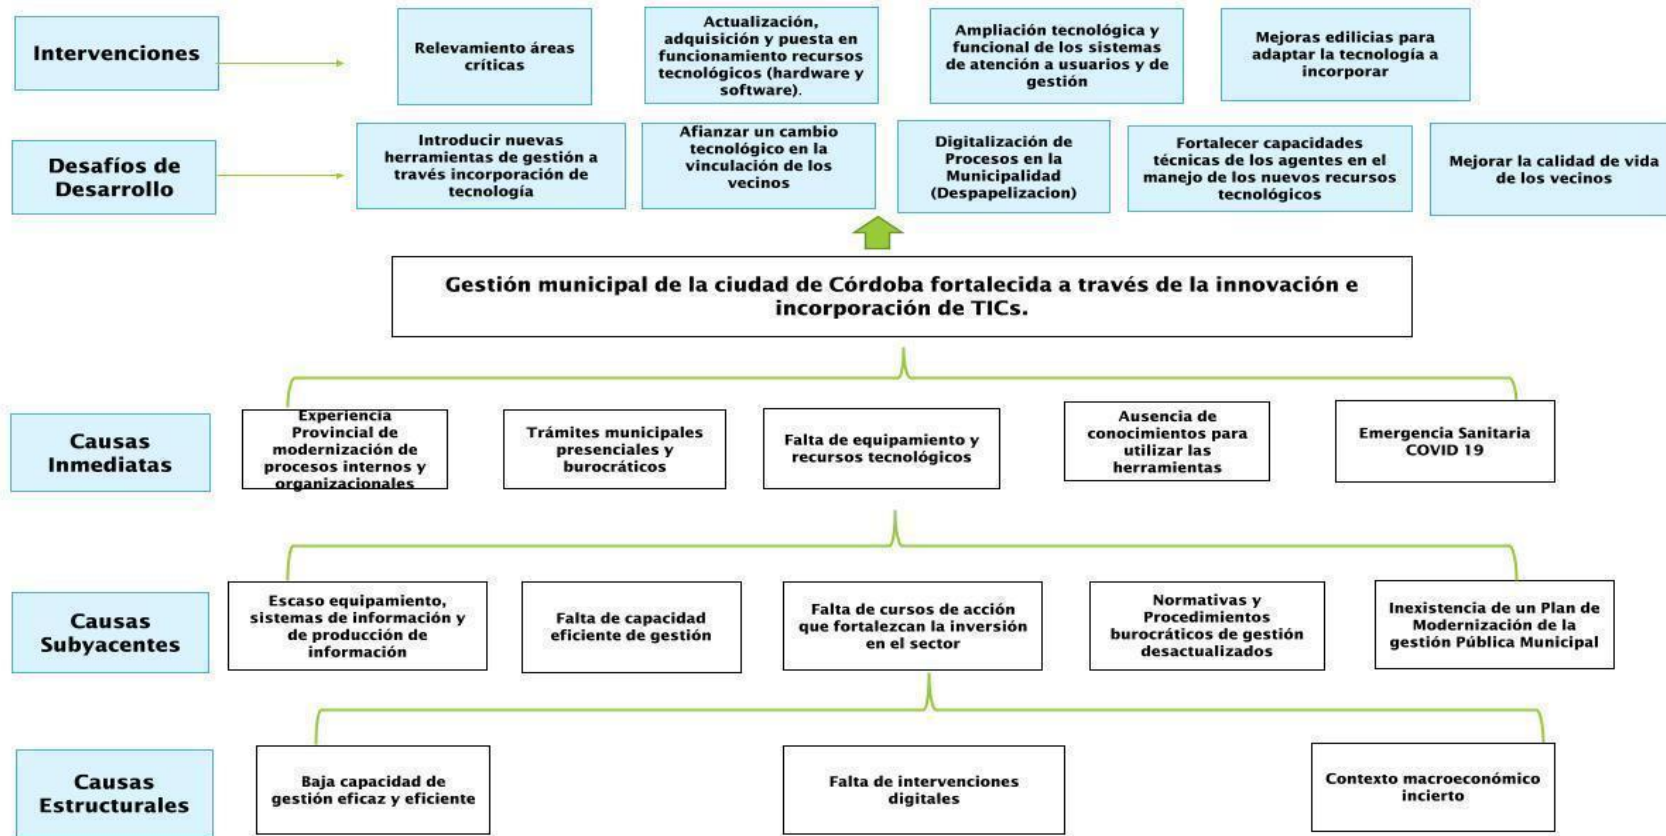 Intervenciones
Relevamiento áreas
críticas
Actualización,
adquisición y puesta en
funcionamiento recursos
tecnológicos (hardware y
software).
Ampliación tecnológica y
funcional de los sistemas
de atención a usuarios y de
gestión
Mejoras edilicias para
adaptar la tecnología a
incorporar
Desafíos de
Desarrollo
Introducir nuevas
herramientas de gestión a
través incorporación de
tecnología
Afianzar un cambio
tecnológico en la
vinculación de los
vecinos
Digitalización de
Procesos en la
Municipalidad
(Despapelizacion)
Fortalecer capacidades
técnicas de los agentes en el
manejo de los nuevos recursos
tecnológicos
Mejorar la calidad de vida
de los vecinos
Gestión municipal de la ciudad de Córdoba fortalecida a través de la innovación e
incorporación de TICs.
Causas
Inmediatas
Experiencia
Provincial de
modernización de
procesos internos y
organizacionales
Trámites municipales
presenciales y
burocráticos
Falta de equipamiento y
recursos tecnológicos
Ausencia de
conocimientos para
utilizar las
herramientas
Emergencia Sanitaria
COVID 19
Causas
Subyacentes
Escaso equipamiento,
sistemas de información y
de producción de
información
Falta de capacidad
eficiente de gestión
Falta de cursos de acción
que fortalezcan la inversión
en el sector
Normativas y
Procedimientos
burocráticos de gestión
desactualizados
Inexistencia de un Plan de
Modernización de la
gestión Pública Municipal
Causas
Estructurales
Baja capacidad de
gestión eficaz y eficiente
Falta de intervenciones
digitales
Contexto macroeconómico
incierto